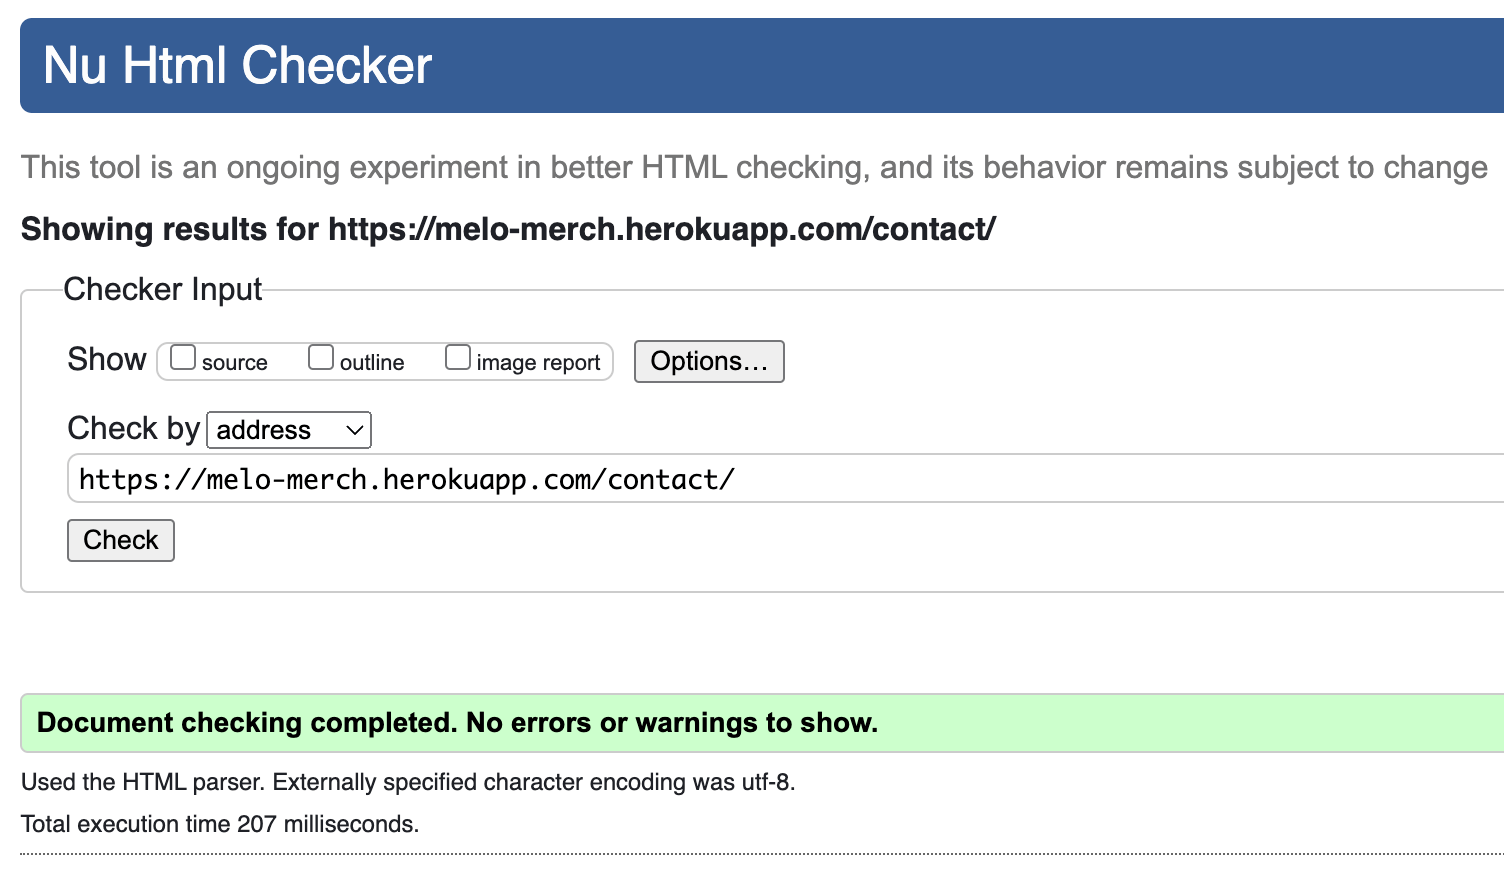 Nu Html Checker
This tool is an ongoing experiment in better HTML checking, and its behavior remains subject to change
Showing results for https://melo-merch.herokuapp.com/contact/
Checker Input
Show source outline image report Options...
Check by address
https://melo-merch.herokuapp.com/contact/
Check
Document checking completed. No errors or warnings to show.
Used the HTML parser. Externally specified character encoding was utf-8.
Total execution time 207 milliseconds.